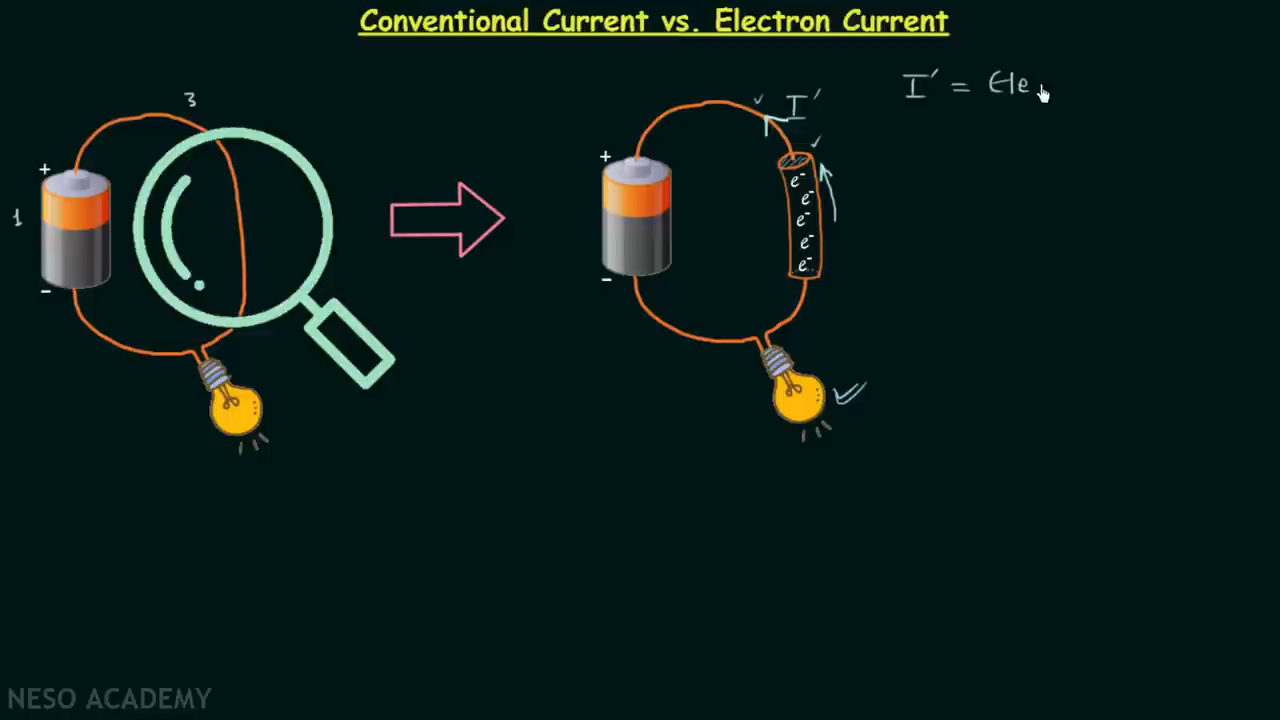 Conventional Current vs. Electron Current
I' = Ele
3
I'
+
+
1
e⁻
e⁻
e⁻
e⁻
e⁻
-
-
NESO ACADEMY